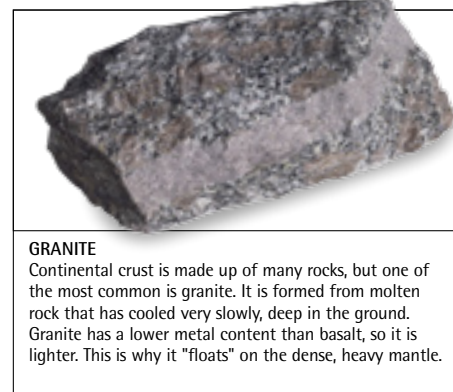 GRANITE
Continental crust is made up of many rocks, but one of
the most common is granite. It is formed from molten
rock that has cooled very slowly, deep in the ground.
Granite has a lower metal content than basalt, so it is
lighter. This is why it "floats" on the dense, heavy mantle.